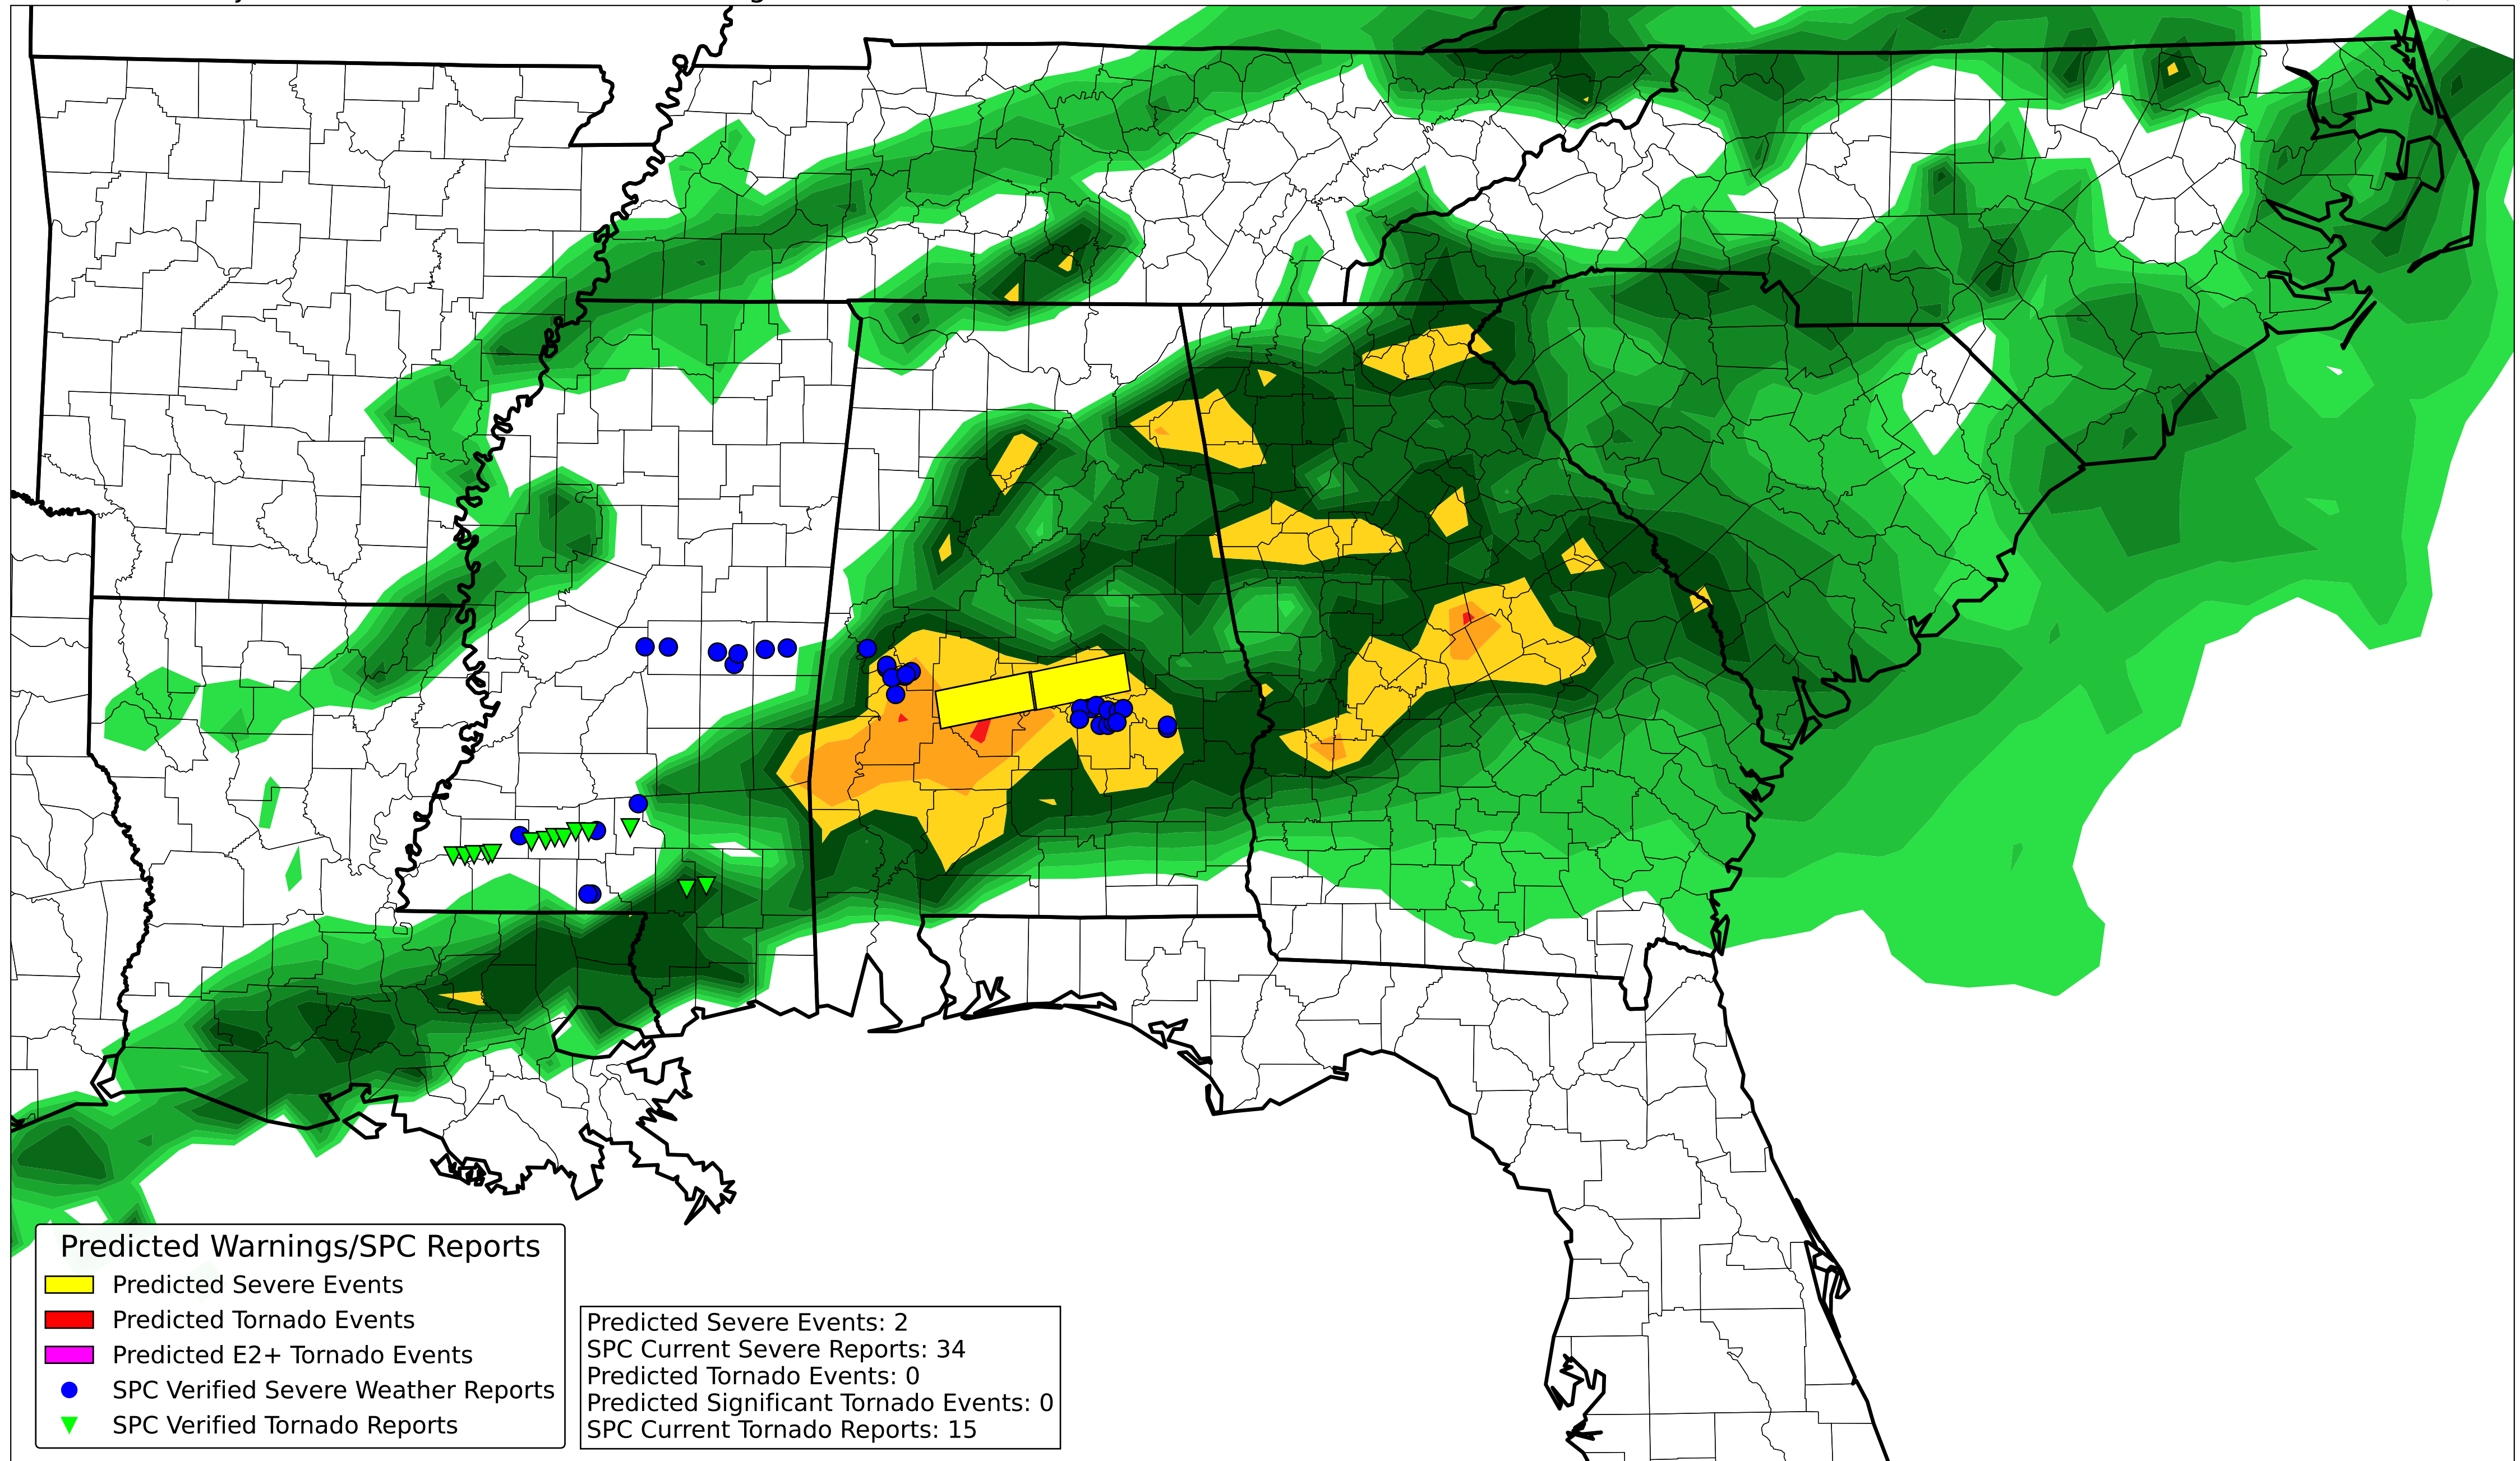 Predicted Warnings/SPC Reports
Predicted Severe Events
Predicted Tornado Events
Predicted E2+ Tornado Events
SPC Verified Severe Weather Reports
SPC Verified Tornado Reports
Predicted Severe Events: 2
SPC Current Severe Reports: 34
Predicted Tornado Events: 0
Predicted Significant Tornado Events: 0
SPC Current Tornado Reports: 15